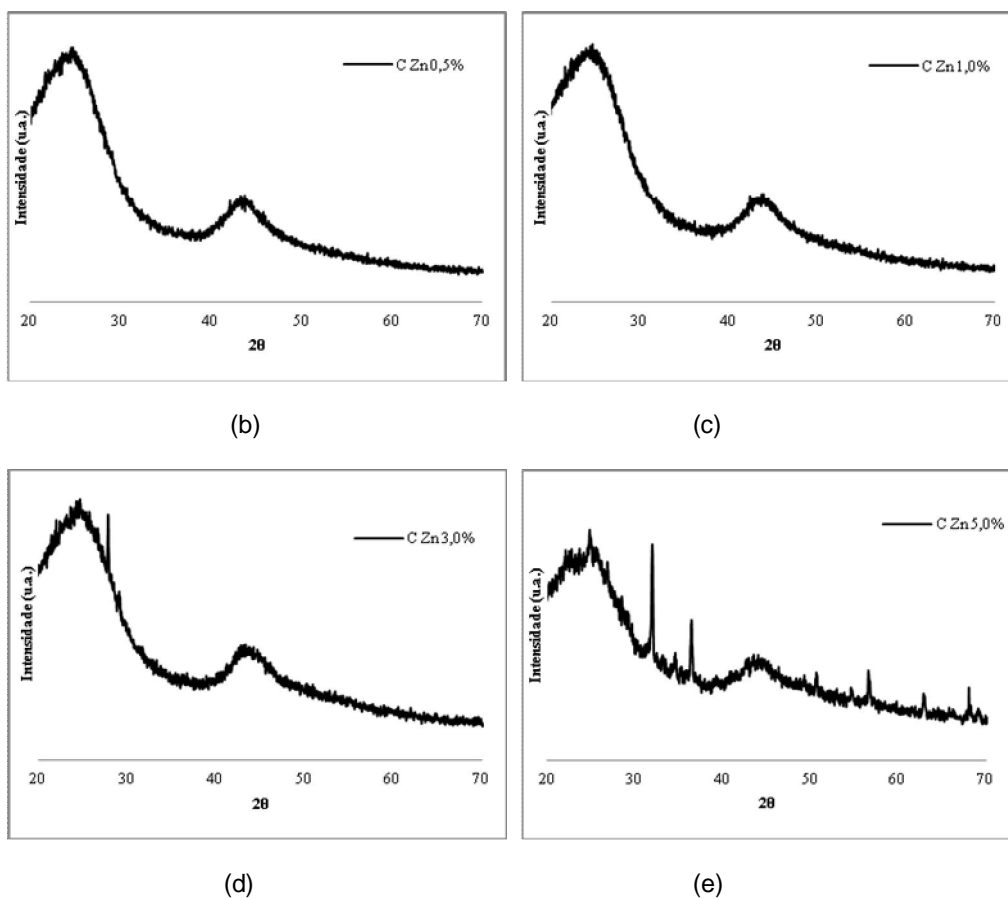 Intensidade (u.a.)
C Zn0,5%
20 30 40 50 60 70
2θ
(b)
Intensidade (u.a.)
C Zn1,0%
20 30 40 50 60 70
2θ
(c)
Intensidade (u.a.)
C Zn3,0%
20 30 40 50 60 70
2θ
(d)
Intensidade (u.a.)
C Zn5,0%
20 30 40 50 60 70
2θ
(e)